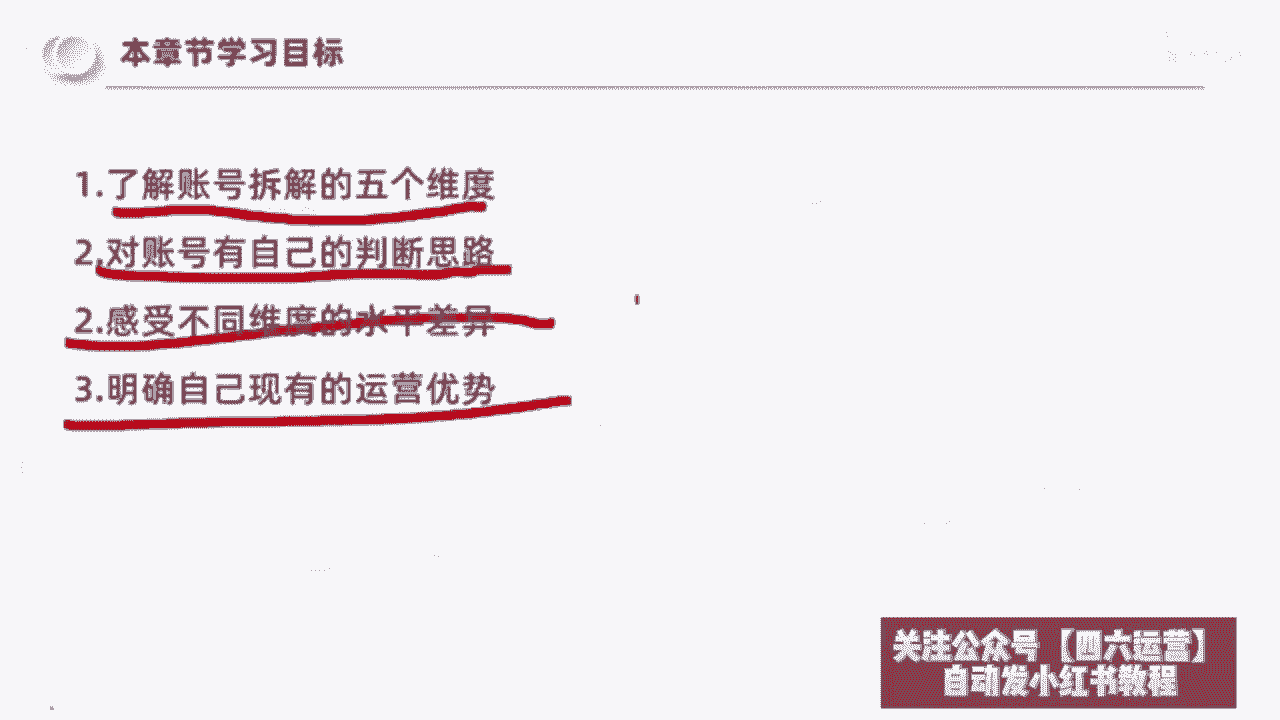 本章节学习目标
1.了解账号拆解的五个维度
2.对账号有自己的判断思路
2.感受不同维度的水平差异
3.明确自己现有的运营优势
关注公众号【四六运营】
自动发小红书教程